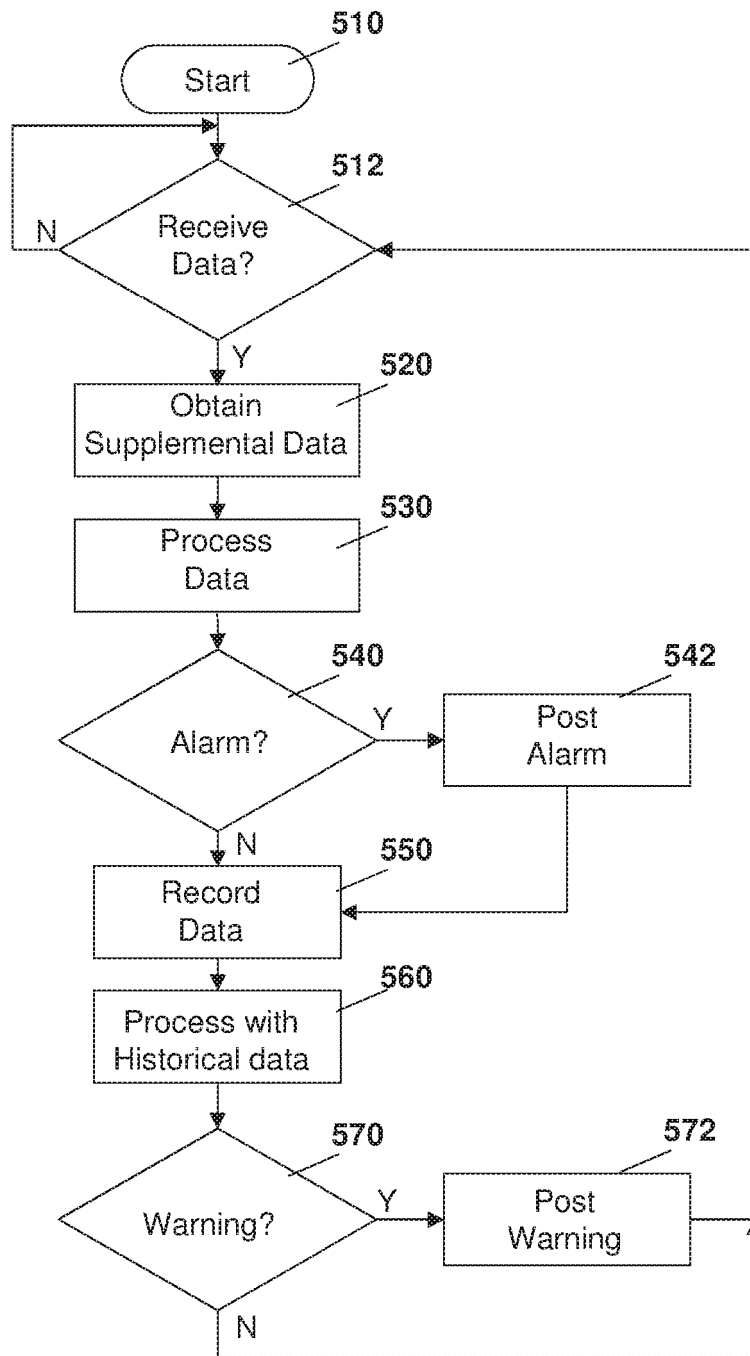 510
Start
512
Receive
Data?
N
Y
520
Obtain
Supplemental Data
530
Process
Data
540
Alarm?
Y
542
Post
Alarm
N
550
Record
Data
560
Process with
Historical data
570
Warning?
Y
572
Post
Warning
N